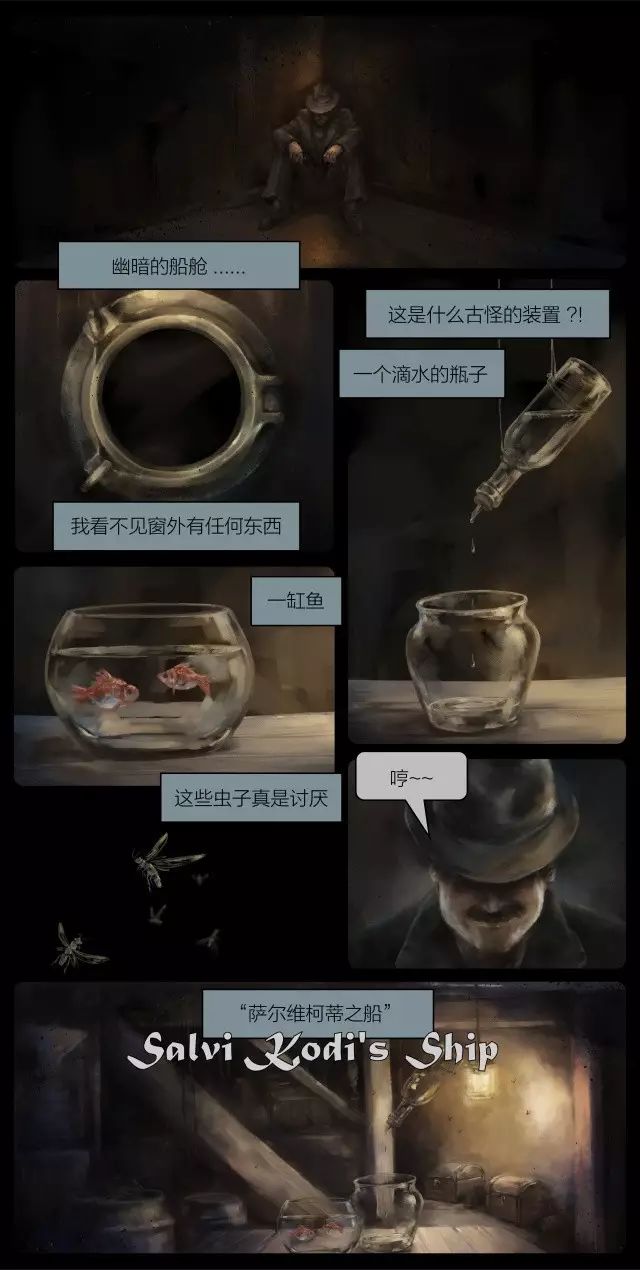 幽暗的船舱 ......
这是什么古怪的装置 ?!
一个滴水的瓶子
我看不见窗外有任何东西
一缸鱼
这些虫子真是讨厌
哼~~
“萨尔维柯蒂之船”
Salvi Kodi's Ship